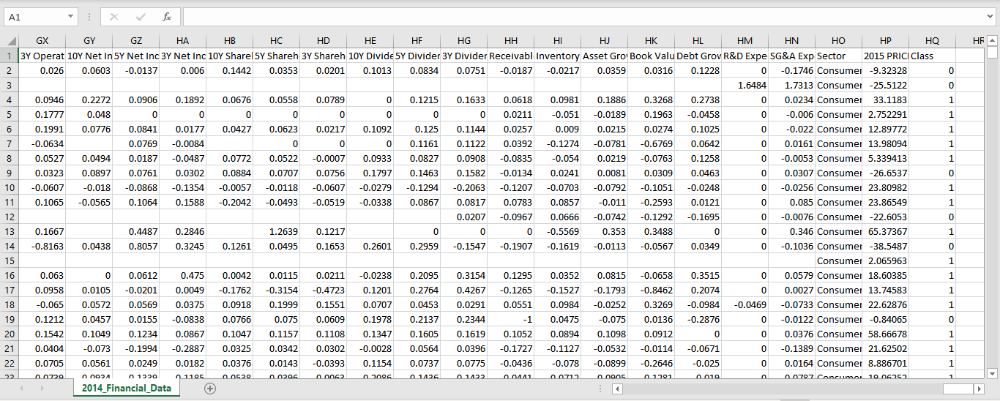 A1
fx
GX GY GZ HA HB HC HD HE HF HG HH HI HJ HK HL HM HN HO HP HQ HR
1 3Y Operat 10Y Net In 5Y Net Inc 3Y Net Inc 10Y Sharel 5Y Shareh 3Y Shareh 10Y Divide 5Y Divider 3Y Divider Receivabl Inventory Asset Grov Book Valu Debt Grov R&D Expe SG&A Exp Sector 2015 PRIC Class
2 0.026 0.0603 -0.0137 0.006 0.1442 0.0353 0.0201 0.1013 0.0834 0.0751 -0.0187 -0.0217 0.0359 0.0316 0.1228 0 -0.1746 Consumer -9.32328 0
3 1.6484 1.7313 Consumer -25.5122 0
4 0.0946 0.2272 0.0906 0.1892 0.0676 0.0558 0.0789 0 0.1215 0.1633 0.0618 0.0981 0.1886 0.3268 0.2738 0 0.0234 Consumer 33.1183 1
5 0.1777 0.048 0 0 0 0 0 0 0 0 0.0211 -0.051 -0.0189 0.1963 -0.0458 0 -0.006 Consumer 2.752291 1
6 0.1991 0.0776 0.0841 0.0177 0.0427 0.0623 0.0217 0.1092 0.125 0.1144 0.0257 0.009 0.0215 0.0274 0.1025 0 -0.022 Consumer 12.89772 1
7 -0.0634 0.0769 -0.0084 0 0 0.1161 0.1122 0.0392 -0.1274 -0.0781 -0.6769 0.0642 0 0.0161 Consumer 13.98094 1
8 0.0527 0.0494 0.0187 -0.0487 0.0772 0.0522 -0.0007 0.0933 0.0827 0.0908 -0.0835 -0.054 0.0219 -0.0763 0.1258 0 -0.0053 Consumer 5.339413 1
9 0.0323 0.0897 0.0761 0.0302 0.0884 0.0707 0.0756 0.1797 0.1463 0.1582 -0.0134 0.0241 0.0081 0.0309 0.0463 0 0.0307 Consumer -26.6537 0
10 -0.0607 -0.018 -0.0868 -0.1354 -0.0057 -0.0118 -0.0607 -0.0279 -0.1294 -0.2063 -0.1207 -0.0703 -0.0792 -0.1051 -0.0248 0 -0.0256 Consumer 23.80982 1
11 0.1065 -0.0565 0.1064 0.1588 -0.2042 -0.0493 -0.0519 -0.0338 0.0867 0.0817 0.0783 0.0857 -0.011 -0.2593 0.0121 0 0.085 Consumer 23.86549 1
12 0.0207 -0.0967 0.0666 -0.0742 -0.1292 -0.1695 0 -0.0076 Consumer -22.6053 0
13 0.1667 0.4487 0.2846 1.2639 0.1217 0 0 0 -0.5569 0.353 0.3488 0 0 0.346 Consumer 65.37367 1
14 -0.8163 0.0438 0.8057 0.3245 0.1261 0.0495 0.1653 0.2601 0.2959 -0.1547 -0.1907 -0.1619 -0.0113 -0.0567 0.0349 0 -0.1036 Consumer -38.5487 0
15 Consumer 2.065963 1
16 0.063 0 0.0612 0.475 0.0042 0.0115 0.0211 -0.0238 0.2095 0.3154 0.1295 0.0352 0.0815 -0.0658 0.3515 0 0.0579 Consumer 18.60385 1
17 0.0958 0.0105 -0.0201 0.0049 -0.1762 -0.3154 -0.4723 0.1201 0.2764 0.4267 -0.1265 -0.1527 -0.1793 -0.8462 0.2074 0 0.0027 Consumer 13.74583 1
18 -0.065 0.0572 0.0569 0.0375 0.0918 0.1999 0.1551 0.0707 0.0453 0.0291 0.0551 0.0984 -0.0252 0.3269 -0.0984 -0.0469 -0.0733 Consumer 22.62876 1
19 0.1212 0.0457 0.0155 -0.0838 0.0766 0.075 0.0609 0.1978 0.2137 0.2344 -1 0.0475 -0.075 0.0136 -0.2876 0 -0.0122 Consumer -0.84065 0
20 0.1542 0.1049 0.1234 0.0867 0.1047 0.1157 0.1108 0.1347 0.1605 0.1619 0.1052 0.0894 0.1098 0.0912 0 0 0.0376 Consumer 58.66678 1
21 0.0404 -0.073 -0.1994 -0.2887 0.0325 0.0342 0.0302 -0.0028 0.0564 0.0396 -0.1727 -0.1127 -0.0532 -0.0114 -0.0671 0 -0.1389 Consumer 21.62502 1
22 0.0705 0.0561 0.0249 0.0182 0.0376 0.0143 -0.0393 0.1154 0.0737 0.0775 -0.0436 -0.078 -0.0899 -0.2646 -0.025 0 0.0164 Consumer 8.886701 1
2014_Financial_Data